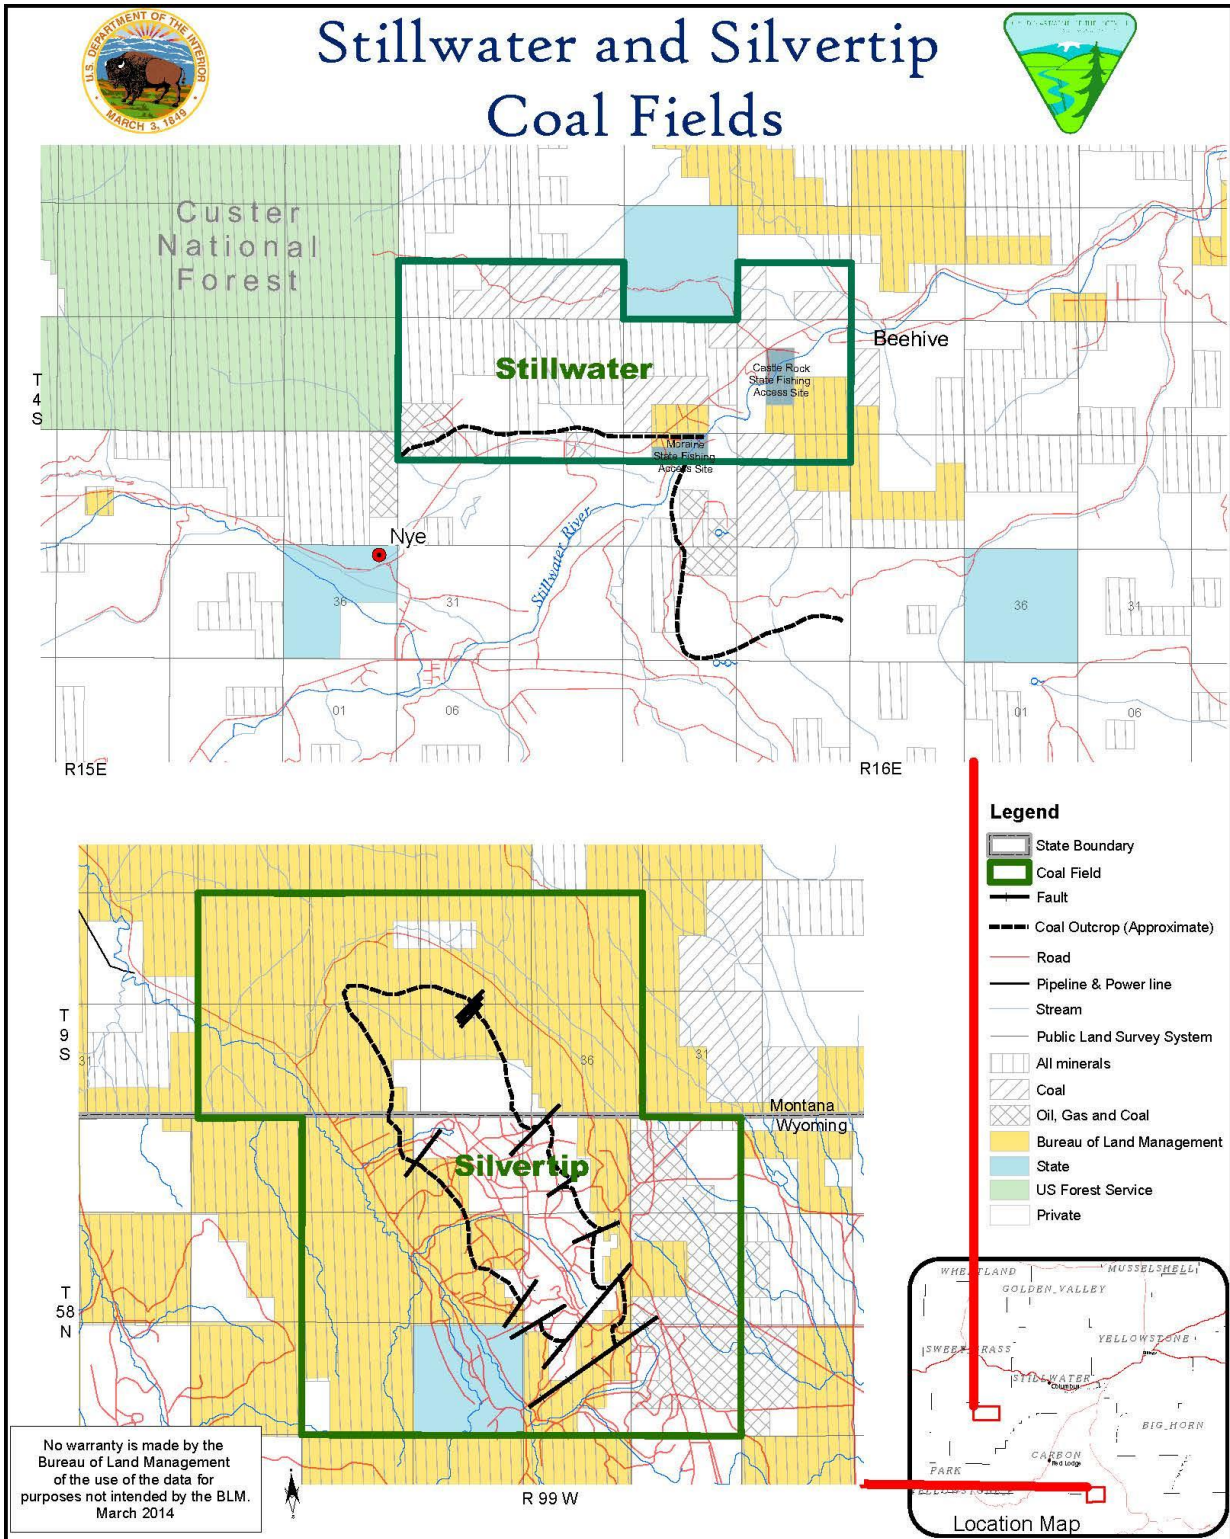 Stillwater and Silvertip
Coal Fields
U.S. DEPARTMENT OF THE INTERIOR
MARCH 3, 1849
Custer
National
Forest
Stillwater
Beehive
Castle Rock
State Fishing
Access Site
Moraine
State Fishing
Access Site
T
4
S
Nye
Stillwater River
36
31
36
31
01
06
01
06
R15E
R16E
Legend
State Boundary
Coal Field
Fault
Coal Outcrop (Approximate)
Road
Pipeline & Power line
Stream
Public Land Survey System
All minerals
Coal
Oil, Gas and Coal
Bureau of Land Management
State
US Forest Service
Private
T
9
S
31
36
31
Montana
Wyoming
Silvertip
T
58
N
R 99 W
No warranty is made by the
Bureau of Land Management
of the use of the data for
purposes not intended by the BLM.
March 2014
WHEATLAND
MUSSELSHELL
GOLDEN_VALLEY
YELLOWSTONE
SWEET_GRASS
STILLWATER
Columbus
BIG_HORN
CARBON
Red Lodge
PARK
Location Map